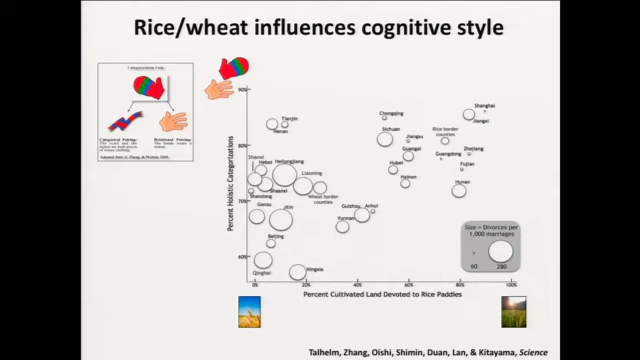 Rice/wheat influences cognitive style
Categorical Pairing
Relational Pairing
Percent Holistic Categorizations
90%
80%
70%
60%
Tianjin
Henan
Chongqing
Sichuan
Shanghai
Jiangxi
Rice border
counties
Jiangsu
Guangxi
Zhejiang
Guangdong
Hubei
Fujian
Hainan
Hunan
Shanxi
Hebei
Heilongjiang
Liaoning
Shaanxi
Shandong
Wheat border
counties
Gansu
Jilin
Guizhou
Anhui
Yunnan
Beijing
Qinghai
Ningxia
Size = Divorces per
1,000 marriages
60
280
0%
20%
40%
60%
80%
100%
Percent Cultivated Land Devoted to Rice Paddies
Talhelm, Zhang, Oishi, Shimin, Duan, Lan, & Kitayama, Science